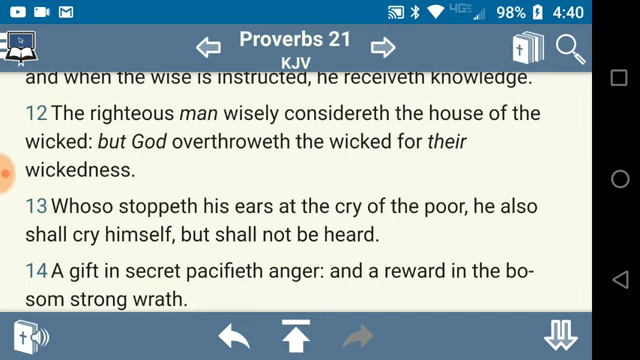 98% 4:40
Proverbs 21
KJV
and when the wise is instructed, he receiveth knowledge.
12 The righteous man wisely considereth the house of the
wicked: but God overthroweth the wicked for their
wickedness.
13 Whoso stoppeth his ears at the cry of the poor, he also
shall cry himself, but shall not be heard.
14 A gift in secret pacifieth anger: and a reward in the bo-
som strong wrath.